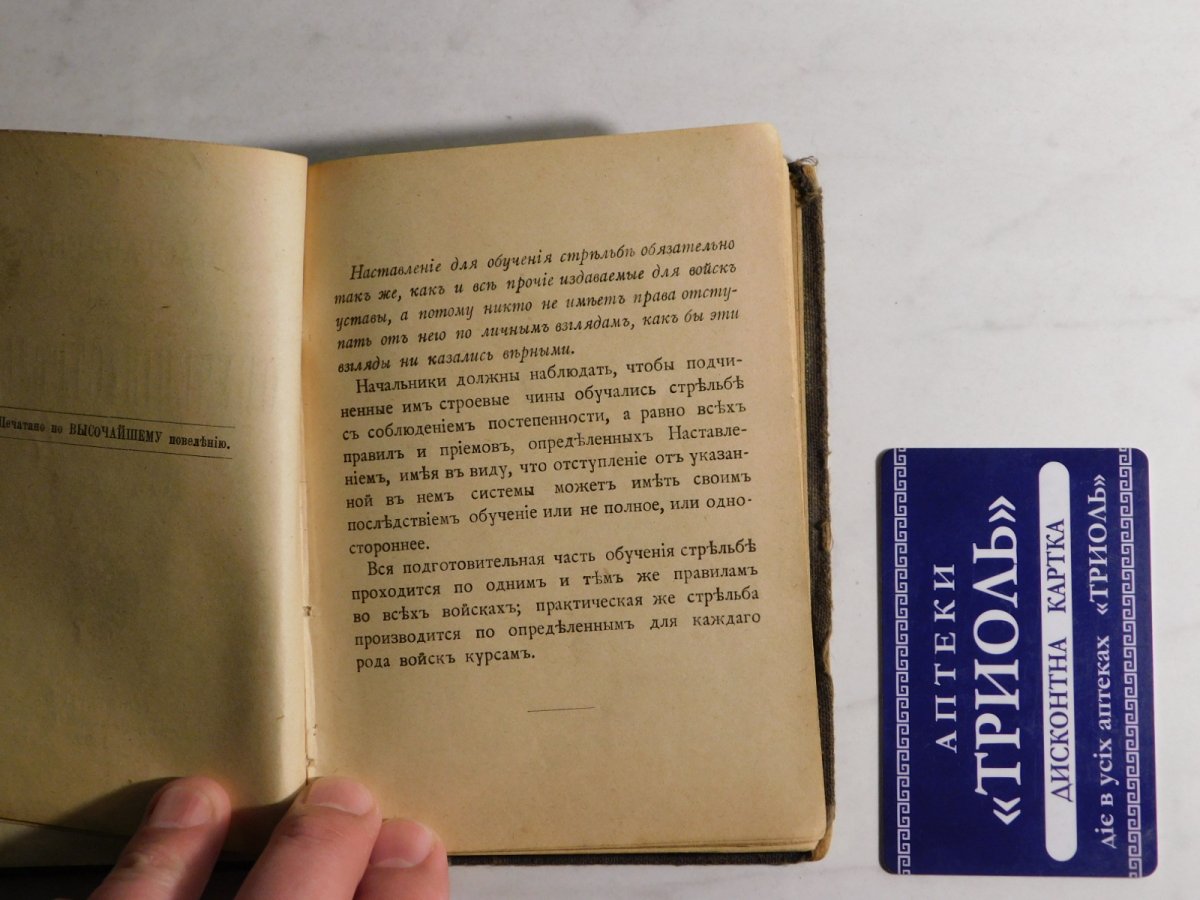 Печатано по ВЫСОЧАЙШЕМУ повелѣнію.
Наставленіе для обученія стрѣльбѣ обязательно
такъ же, какъ и всѣ прочіе издаваемые для войскъ
уставы, а потому никто не имѣетъ права отсту-
пать отъ него по личнымъ взглядамъ, какъ бы эти
взгляды ни казались вѣрными.
Начальники должны наблюдать, чтобы подчи-
ненные имъ строевые чины обучались стрѣльбѣ
съ соблюденіемъ постепенности, а равно всѣхъ
правилъ и пріемовъ, опредѣленныхъ Наставле-
ніемъ, имѣя въ виду, что отступленіе отъ указан-
ной въ немъ системы можетъ имѣть своимъ
послѣдствіемъ обученіе или не полное, или одно-
стороннее.
Вся подготовительная часть обученія стрѣльбѣ
проходится по однимъ и тѣмъ же правиламъ
во всѣхъ войскахъ; практическая же стрѣльба
производится по опредѣленнымъ для каждаго
рода войскъ курсамъ.
АПТЕКИ
«ТРИОЛЬ»
ДИСКОНТНА КАРТКА
діє в усіх аптеках «ТРИОЛЬ»